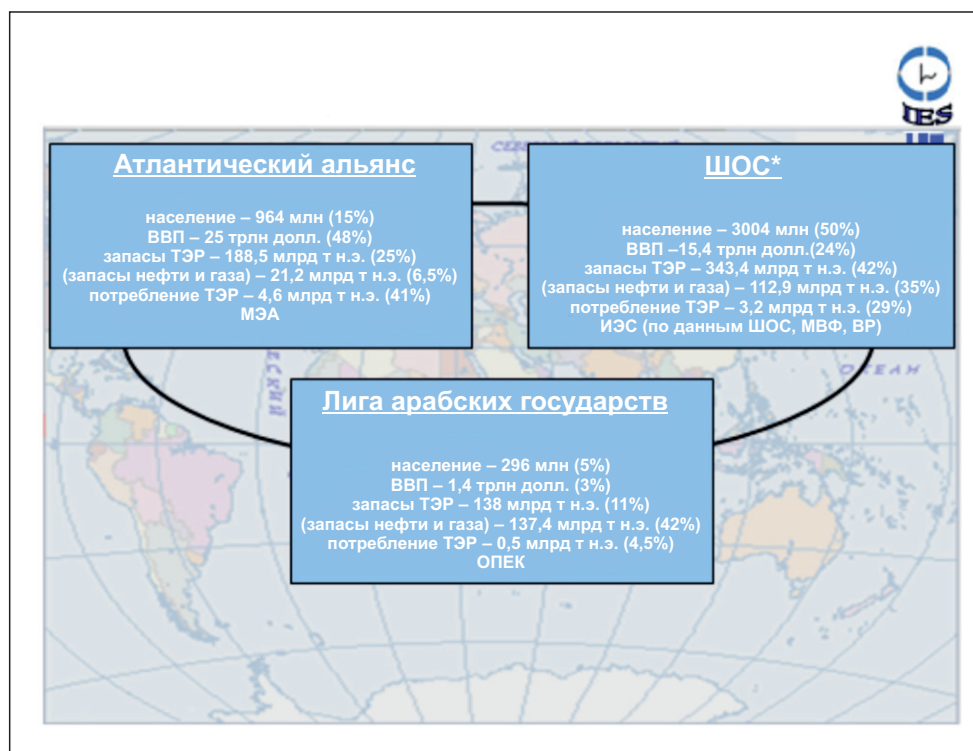 IES
Атлантический альянс
население – 964 млн (15%)
ВВП – 25 трлн долл. (48%)
запасы ТЭР – 188,5 млрд т н.э. (25%)
(запасы нефти и газа) – 21,2 млрд т н.э. (6,5%)
потребление ТЭР – 4,6 млрд т н.э. (41%)
МЭА
ШОС*
население – 3004 млн (50%)
ВВП –15,4 трлн долл.(24%)
запасы ТЭР – 343,4 млрд т н.э. (42%)
(запасы нефти и газа) – 112,9 млрд т н.э. (35%)
потребление ТЭР – 3,2 млрд т н.э. (29%)
ИЭС (по данным ШОС, МВФ, ВР)
ЕСКИЙ
ОКЕАН
Лига арабских государств
население – 296 млн (5%)
ВВП – 1,4 трлн долл. (3%)
запасы ТЭР – 138 млрд т н.э. (11%)
(запасы нефти и газа) – 137,4 млрд т н.э. (42%)
потребление ТЭР – 0,5 млрд т н.э. (4,5%)
ОПЕК